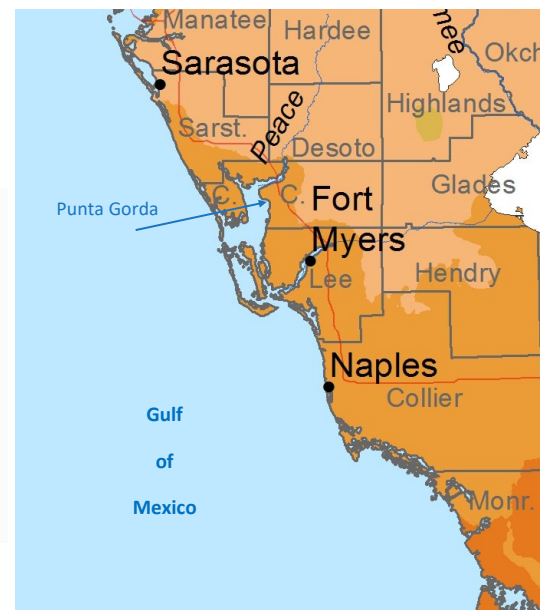 Manatee
Hardee
mee
Okch
Sarasota
Highlands
Sarst.
Peace
Desoto
Glades
C.
C.
Fort
Punta Gorda
Myers
Lee
Hendry
Naples
Collier
Gulf
of
Mexico
Monr.